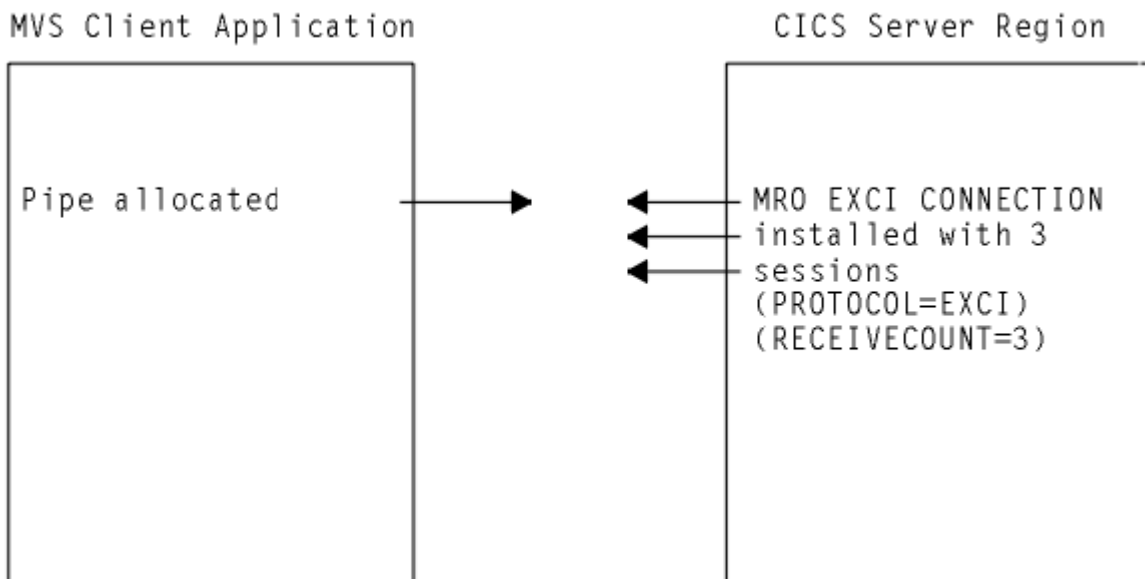 MVS Client Application
CICS Server Region
Pipe allocated
MRO EXCI CONNECTION
installed with 3
sessions
(PROTOCOL=EXCI)
(RECEIVECOUNT=3)